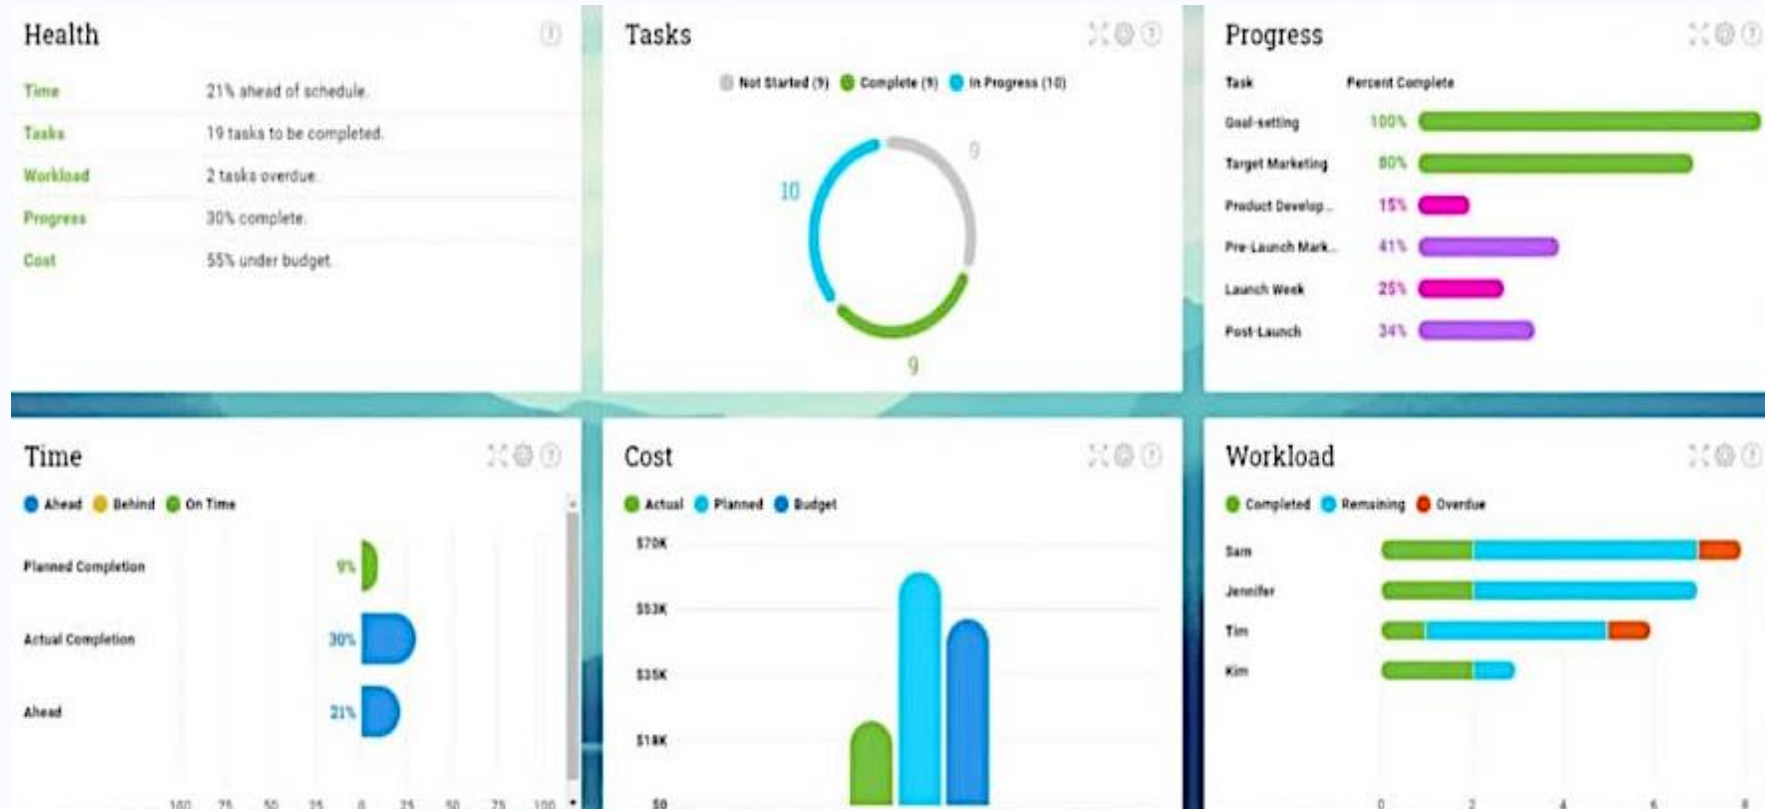 Health
Time 21% ahead of schedule.
Tasks 19 tasks to be completed.
Workload 2 tasks overdue.
Progress 30% complete.
Cost 55% under budget.
Tasks
Not Started (9) Complete (9) In Progress (10)
9
10
9
Progress
Task Percent Complete
Goal-setting 100%
Target Marketing 80%
Product Develop... 15%
Pre-Launch Mark... 41%
Launch Week 25%
Post-Launch 34%
Time
Ahead Behind On Time
Planned Completion 9%
Actual Completion 30%
Ahead 21%
100 75 50 25 0 25 50 75 100
Cost
Actual Planned Budget
$70K
$53K
$35K
$18K
$0
Workload
Completed Remaining Overdue
Sam
Jennifer
Tim
Kim
0 2 4 6 8